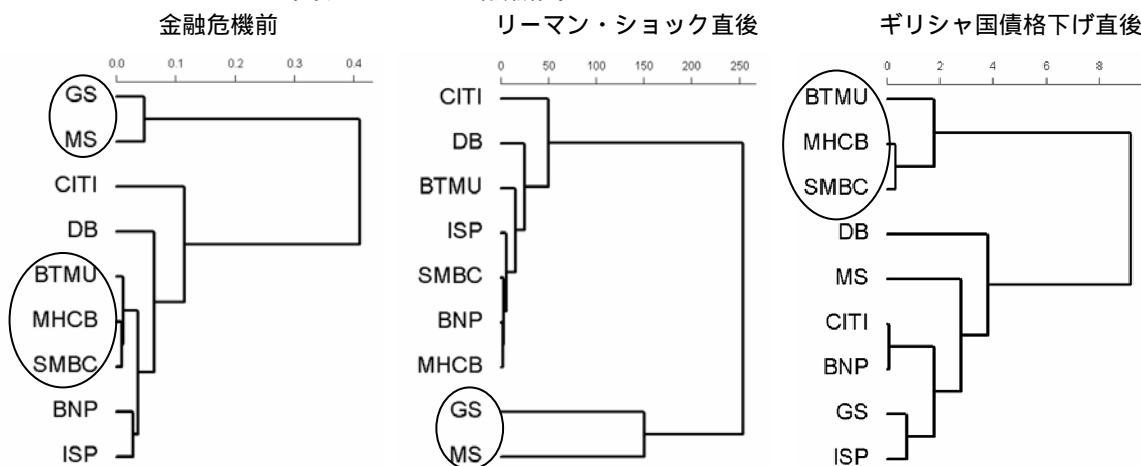 金融危機前
0.0 0.1 0.2 0.3 0.4
GS
MS
CITI
DB
BTMU
MHCB
SMBC
BNP
ISP
リーマン・ショック直後
0 50 100 150 200 250
CITI
DB
BTMU
ISP
SMBC
BNP
MHCB
GS
MS
ギリシャ国債格下げ直後
0 2 4 6 8
BTMU
MHCB
SMBC
DB
MS
CITI
BNP
GS
ISP